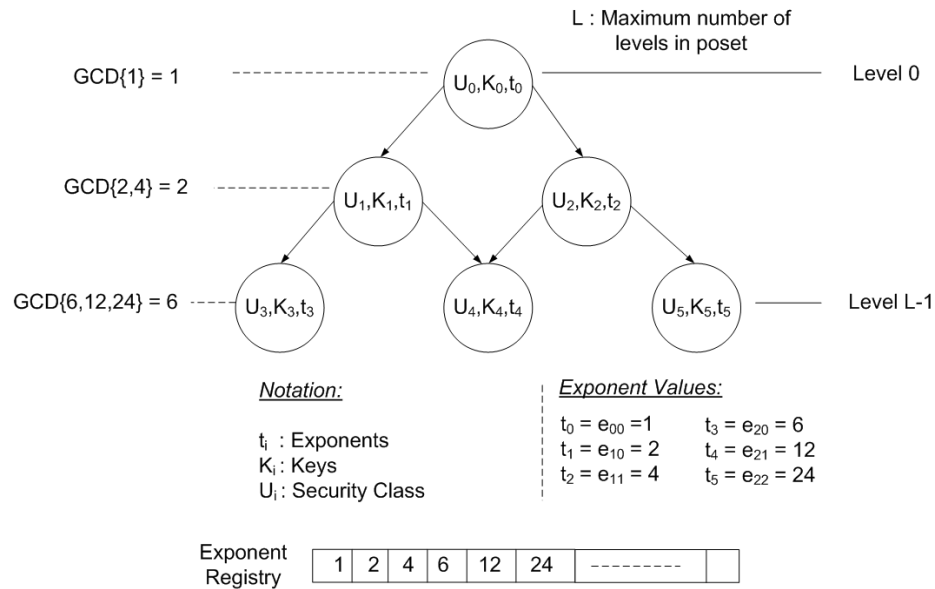 L : Maximum number of
levels in poset
GCD{1} = 1
U0,K0,t0
Level 0
GCD{2,4} = 2
U1,K1,t1
U2,K2,t2
GCD{6,12,24} = 6
U3,K3,t3
U4,K4,t4
U5,K5,t5
Level L-1
Notation:
ti : Exponents
Ki : Keys
Ui : Security Class
Exponent Values:
t0 = e00 =1
t1 = e10 = 2
t2 = e11 = 4
t3 = e20 = 6
t4 = e21 = 12
t5 = e22 = 24
Exponent
Registry
1 2 4 6 12 24